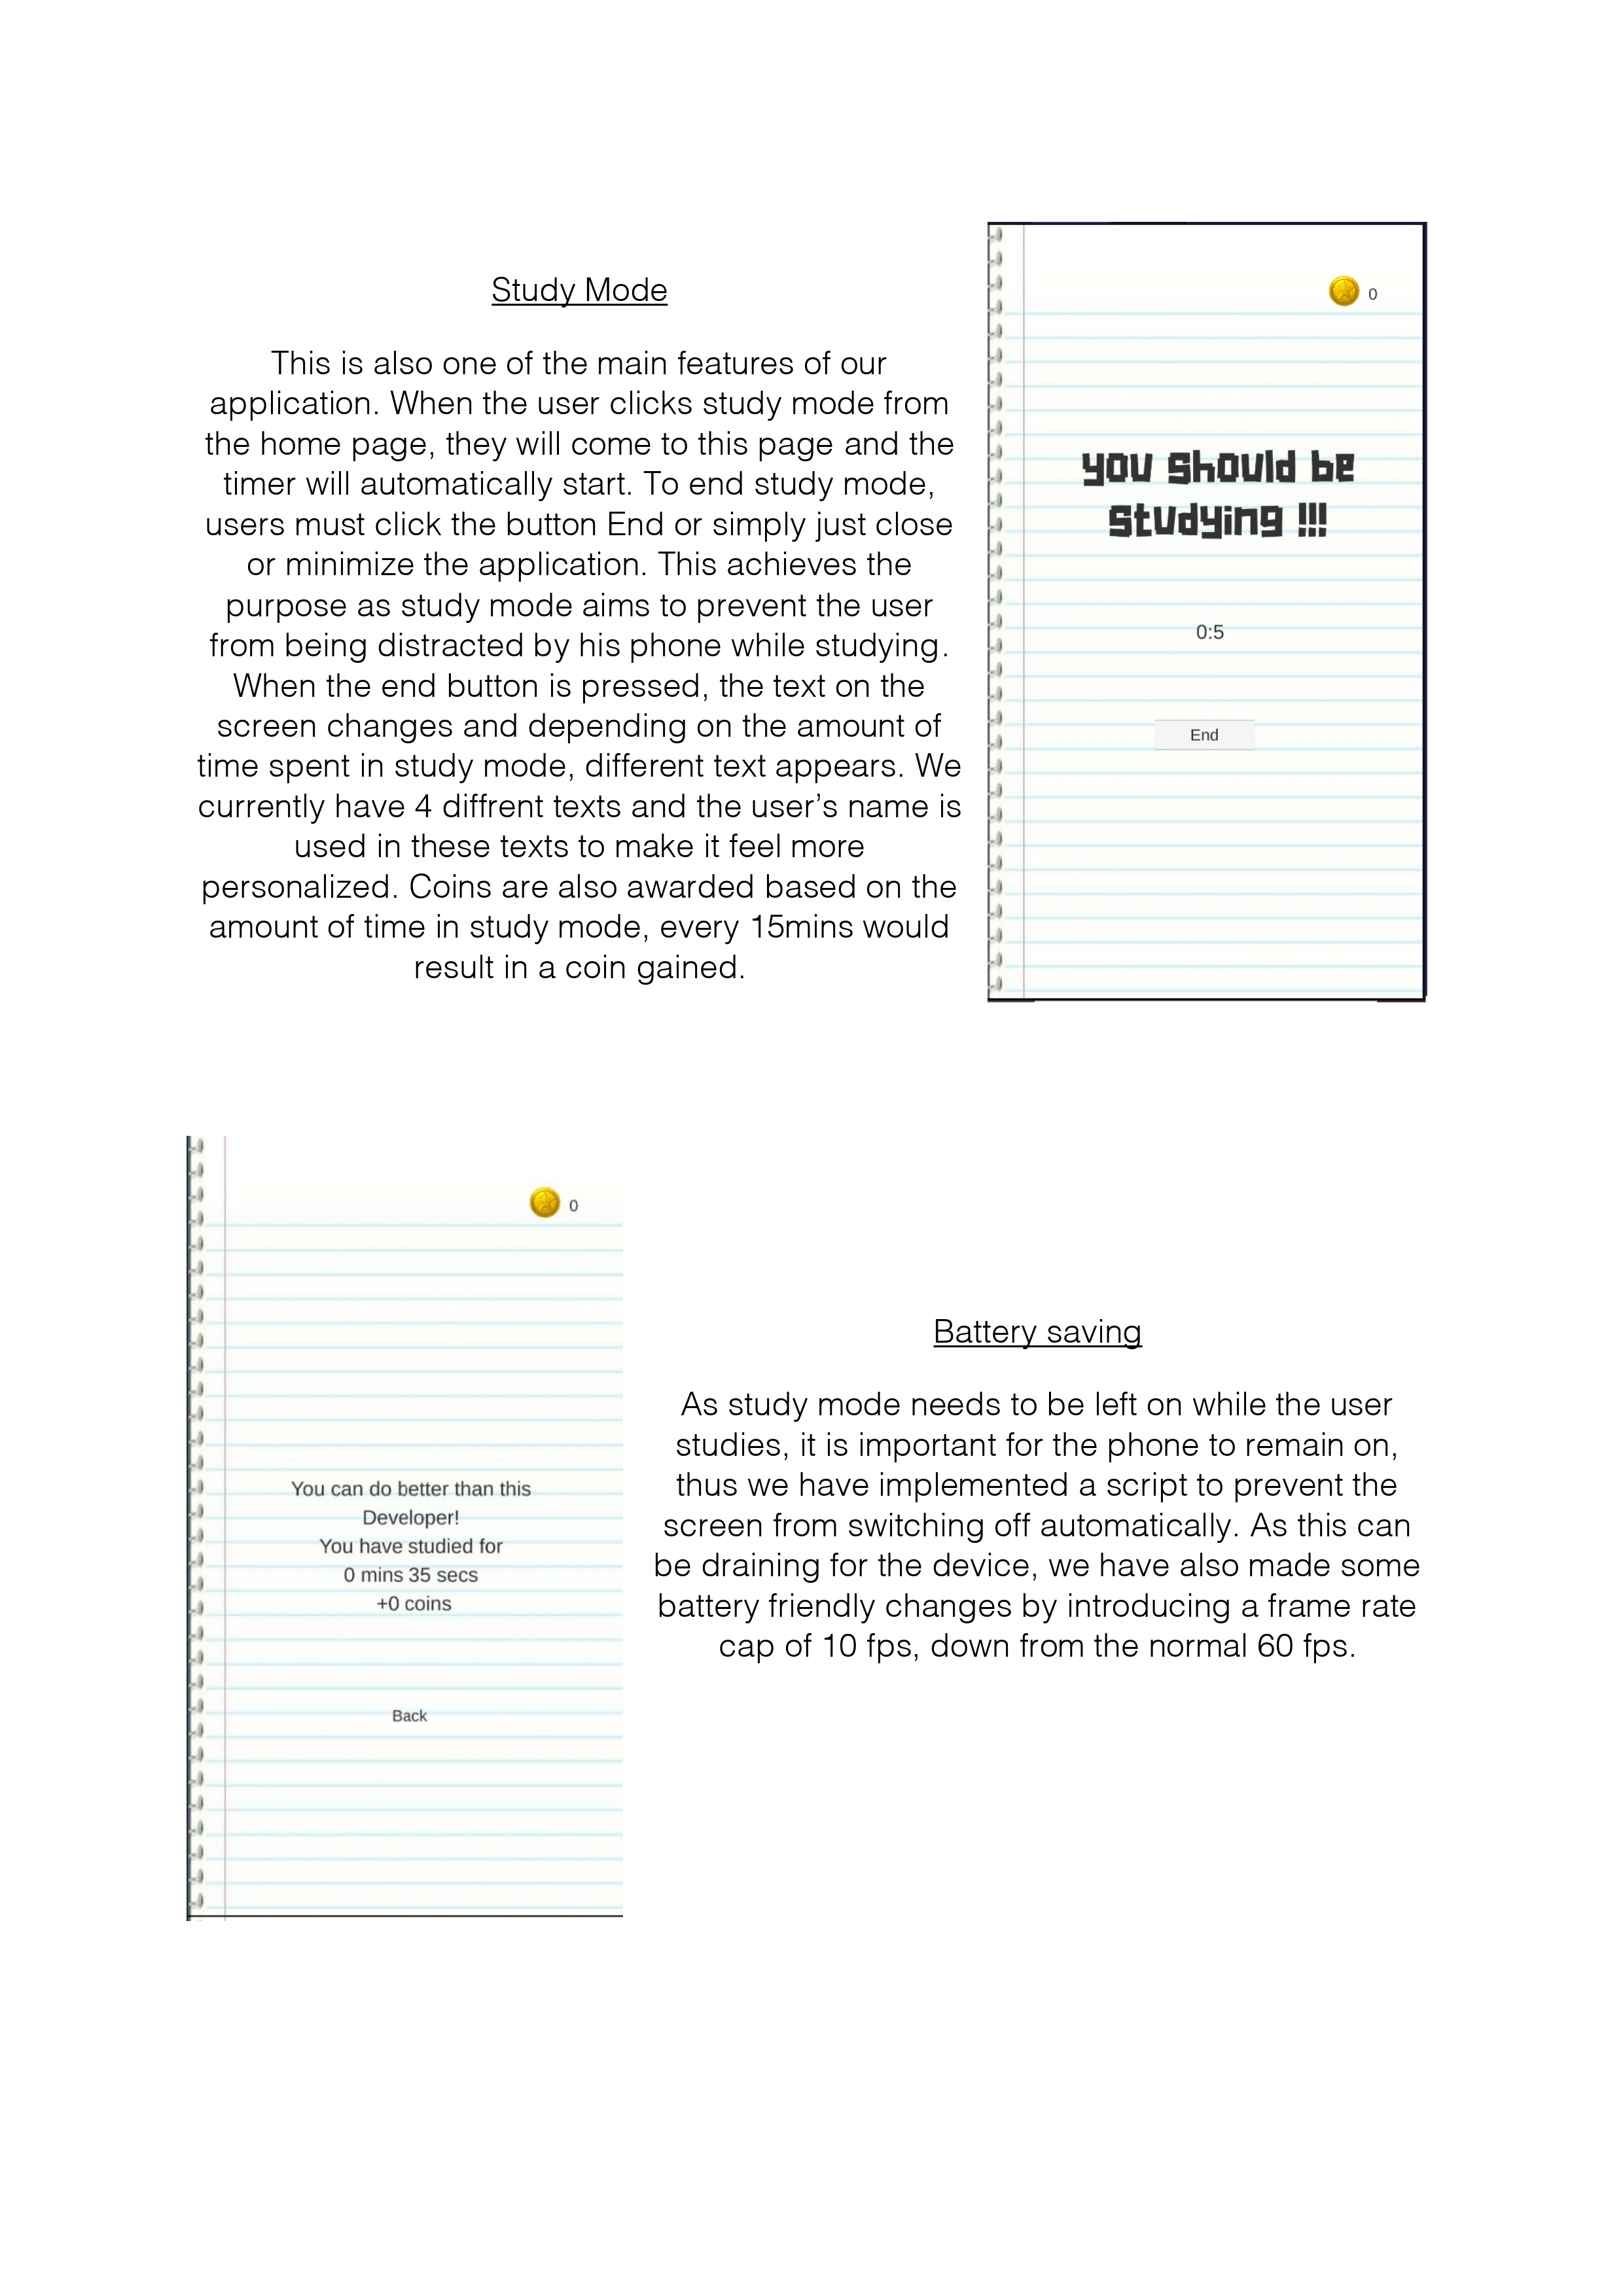 Study Mode
This is also one of the main features of our
application. When the user clicks study mode from
the home page, they will come to this page and the
timer will automatically start. To end study mode,
users must click the button End or simply just close
or minimize the application. This achieves the
purpose as study mode aims to prevent the user
from being distracted by his phone while studying.
When the end button is pressed, the text on the
screen changes and depending on the amount of
time spent in study mode, different text appears. We
currently have 4 diffrent texts and the user’s name is
used in these texts to make it feel more
personalized. Coins are also awarded based on the
amount of time in study mode, every 15mins would
result in a coin gained.
0
you should be
studying !!!
0:5
End
0
You can do better than this
Developer!
You have studied for
0 mins 35 secs
+0 coins
Back
Battery saving
As study mode needs to be left on while the user
studies, it is important for the phone to remain on,
thus we have implemented a script to prevent the
screen from switching off automatically. As this can
be draining for the device, we have also made some
battery friendly changes by introducing a frame rate
cap of 10 fps, down from the normal 60 fps.